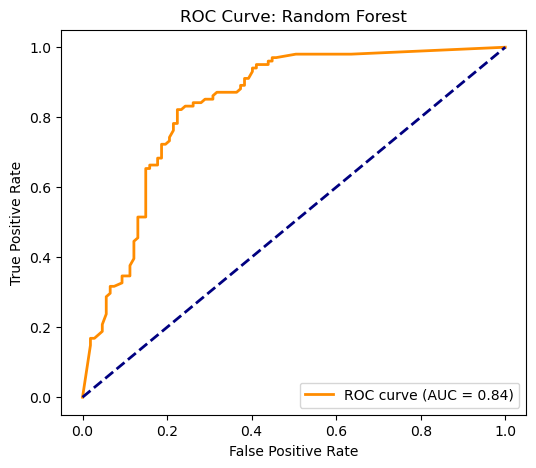 ROC Curve: Random Forest
True Positive Rate
1.0
0.8
0.6
0.4
0.2
0.0
ROC curve (AUC = 0.84)
0.0 0.2 0.4 0.6 0.8 1.0
False Positive Rate